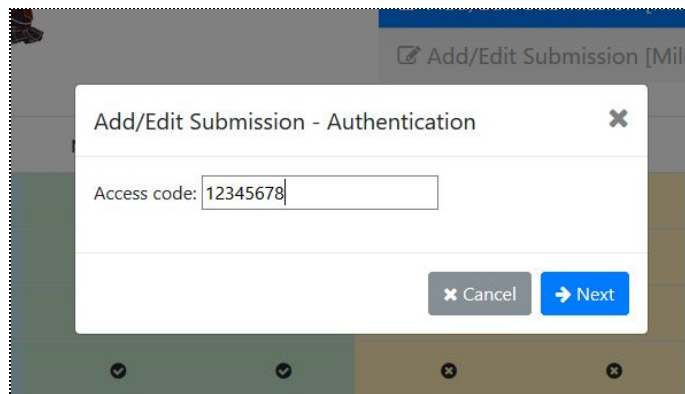 Add/Edit Submission [Mil
Add/Edit Submission - Authentication
Access code: 12345678
Cancel
Next